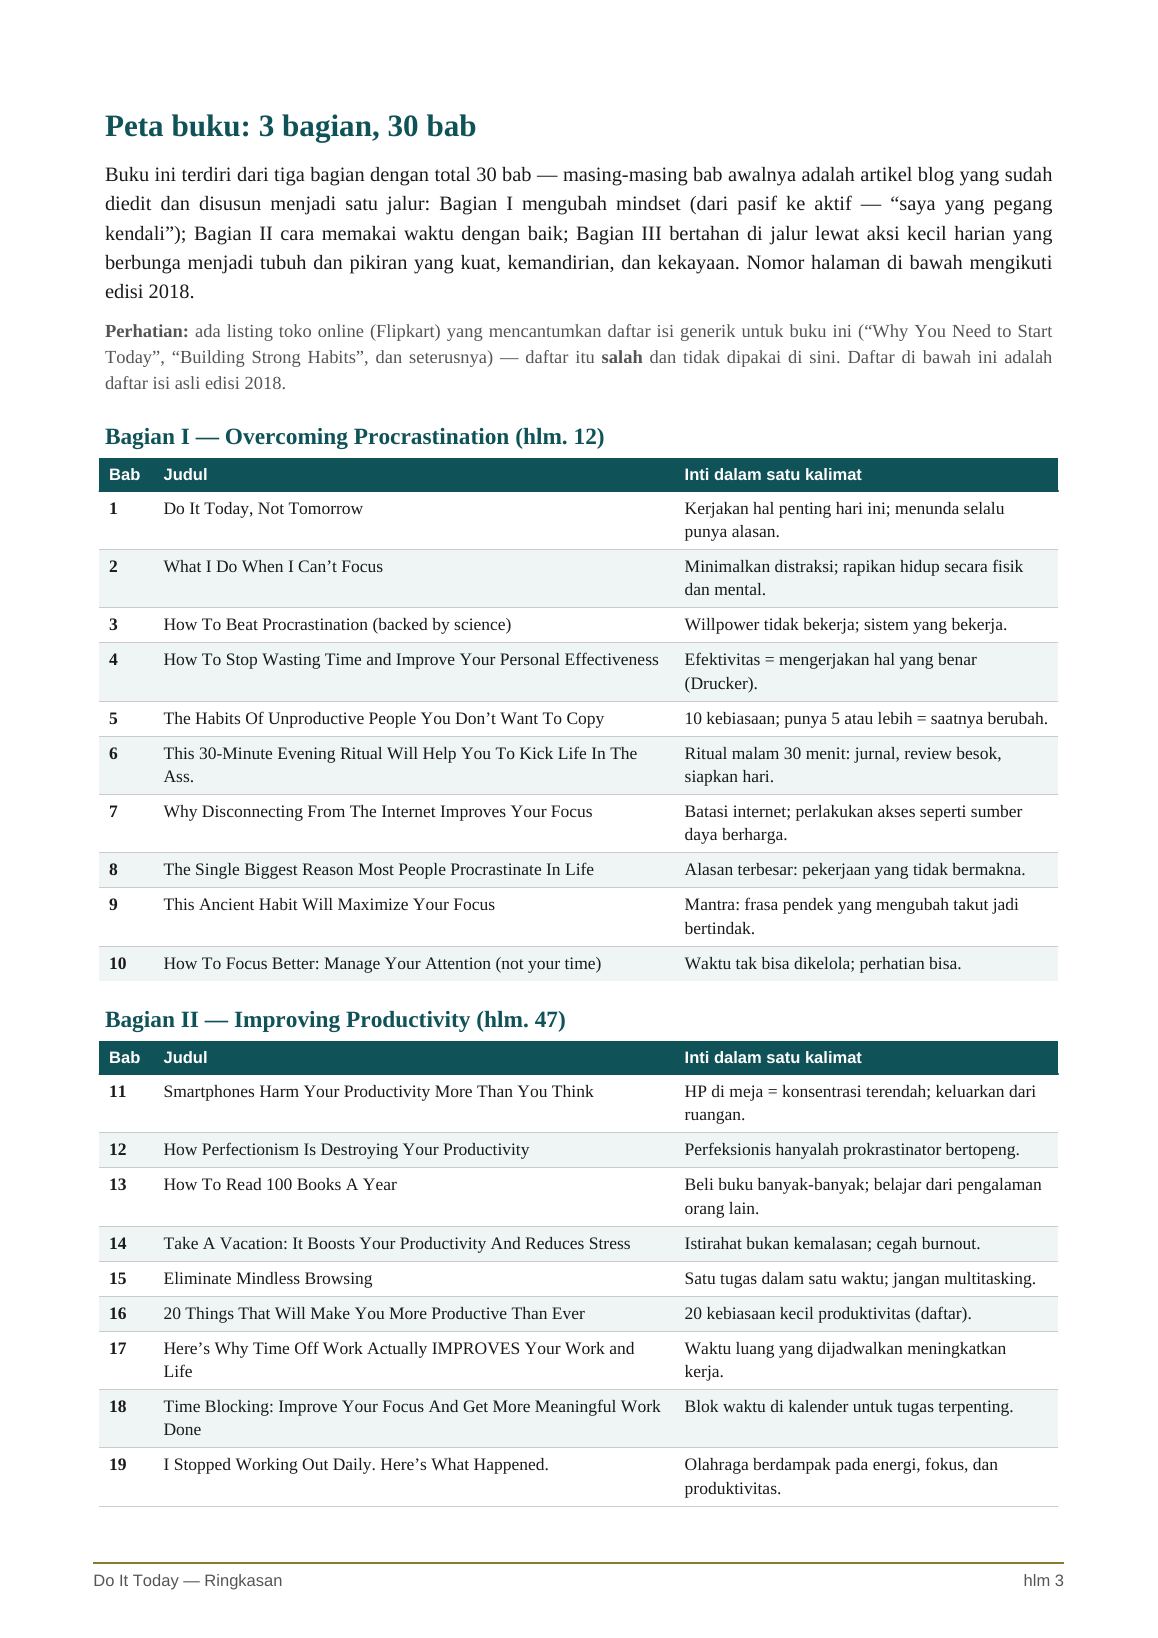 Peta buku: 3 bagian, 30 bab
Buku ini terdiri dari tiga bagian dengan total 30 bab — masing-masing bab awalnya adalah artikel blog yang sudah
diedit dan disusun menjadi satu jalur: Bagian I mengubah mindset (dari pasif ke aktif — “saya yang pegang
kendali”); Bagian II cara memakai waktu dengan baik; Bagian III bertahan di jalur lewat aksi kecil harian yang
berbunga menjadi tubuh dan pikiran yang kuat, kemandirian, dan kekayaan. Nomor halaman di bawah mengikuti
edisi 2018.
Perhatian: ada listing toko online (Flipkart) yang mencantumkan daftar isi generik untuk buku ini (“Why You Need to Start
Today”, “Building Strong Habits”, dan seterusnya) — daftar itu salah dan tidak dipakai di sini. Daftar di bawah ini adalah
daftar isi asli edisi 2018.
Bagian I — Overcoming Procrastination (hlm. 12)
Bab Judul Inti dalam satu kalimat
1 Do It Today, Not Tomorrow Kerjakan hal penting hari ini; menunda selalu
punya alasan.
2 What I Do When I Can’t Focus Minimalkan distraksi; rapikan hidup secara fisik
dan mental.
3 How To Beat Procrastination (backed by science) Willpower tidak bekerja; sistem yang bekerja.
4 How To Stop Wasting Time and Improve Your Personal Effectiveness Efektivitas = mengerjakan hal yang benar
(Drucker).
5 The Habits Of Unproductive People You Don’t Want To Copy 10 kebiasaan; punya 5 atau lebih = saatnya berubah.
6 This 30-Minute Evening Ritual Will Help You To Kick Life In The Ritual malam 30 menit: jurnal, review besok,
Ass. siapkan hari.
7 Why Disconnecting From The Internet Improves Your Focus Batasi internet; perlakukan akses seperti sumber
daya berharga.
8 The Single Biggest Reason Most People Procrastinate In Life Alasan terbesar: pekerjaan yang tidak bermakna.
9 This Ancient Habit Will Maximize Your Focus Mantra: frasa pendek yang mengubah takut jadi
bertindak.
10 How To Focus Better: Manage Your Attention (not your time) Waktu tak bisa dikelola; perhatian bisa.
Bagian II — Improving Productivity (hlm. 47)
Bab Judul Inti dalam satu kalimat
11 Smartphones Harm Your Productivity More Than You Think HP di meja = konsentrasi terendah; keluarkan dari
ruangan.
12 How Perfectionism Is Destroying Your Productivity Perfeksionis hanyalah prokrastinator bertopeng.
13 How To Read 100 Books A Year Beli buku banyak-banyak; belajar dari pengalaman
orang lain.
14 Take A Vacation: It Boosts Your Productivity And Reduces Stress Istirahat bukan kemalasan; cegah burnout.
15 Eliminate Mindless Browsing Satu tugas dalam satu waktu; jangan multitasking.
16 20 Things That Will Make You More Productive Than Ever 20 kebiasaan kecil produktivitas (daftar).
17 Here’s Why Time Off Work Actually IMPROVES Your Work and Waktu luang yang dijadwalkan meningkatkan
Life kerja.
18 Time Blocking: Improve Your Focus And Get More Meaningful Work Blok waktu di kalender untuk tugas terpenting.
Done
19 I Stopped Working Out Daily. Here’s What Happened. Olahraga berdampak pada energi, fokus, dan
produktivitas.
Do It Today — Ringkasan hlm 3